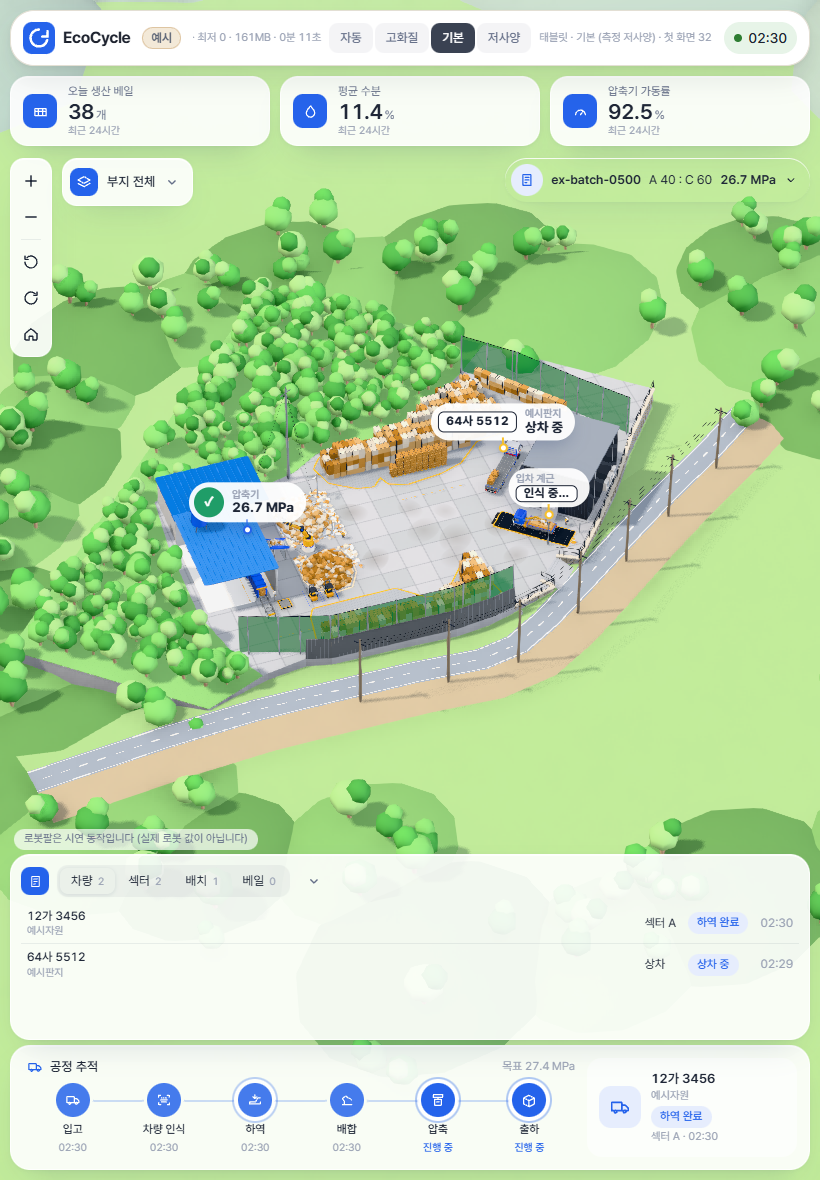 EcoCycle 예시 · 최저 0 · 161MB · 0분 11초 자동 고화질 기본 저사양 태블릿 · 기본 (측정 저사양) · 첫 화면 32 02:30
오늘 생산 베일
38개
최근 24시간
평균 수분
11.4%
최근 24시간
압축기 가동률
92.5%
최근 24시간
부지 전체
ex-batch-0500 A 40 : C 60 26.7 MPa
64사 5512
예시판지
상차 중
입차 계근
인식 중...
압축기
26.7 MPa
로봇팔은 시연 동작입니다 (실제 로봇 값이 아닙니다)
차량 2 섹터 2 배치 1 베일 0
12가 3456
예시자원
섹터 A 하역 완료 02:30
64사 5512
예시판지
상차 상차 중 02:29
공정 추적
목표 27.4 MPa
입고
02:30
차량 인식
02:30
하역
02:30
배합
02:30
압축
진행 중
출하
진행 중
12가 3456
예시자원
하역 완료
섹터 A · 02:30